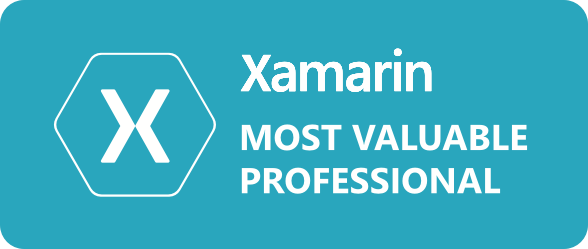 X
Xamarin
MOST VALUABLE
PROFESSIONAL